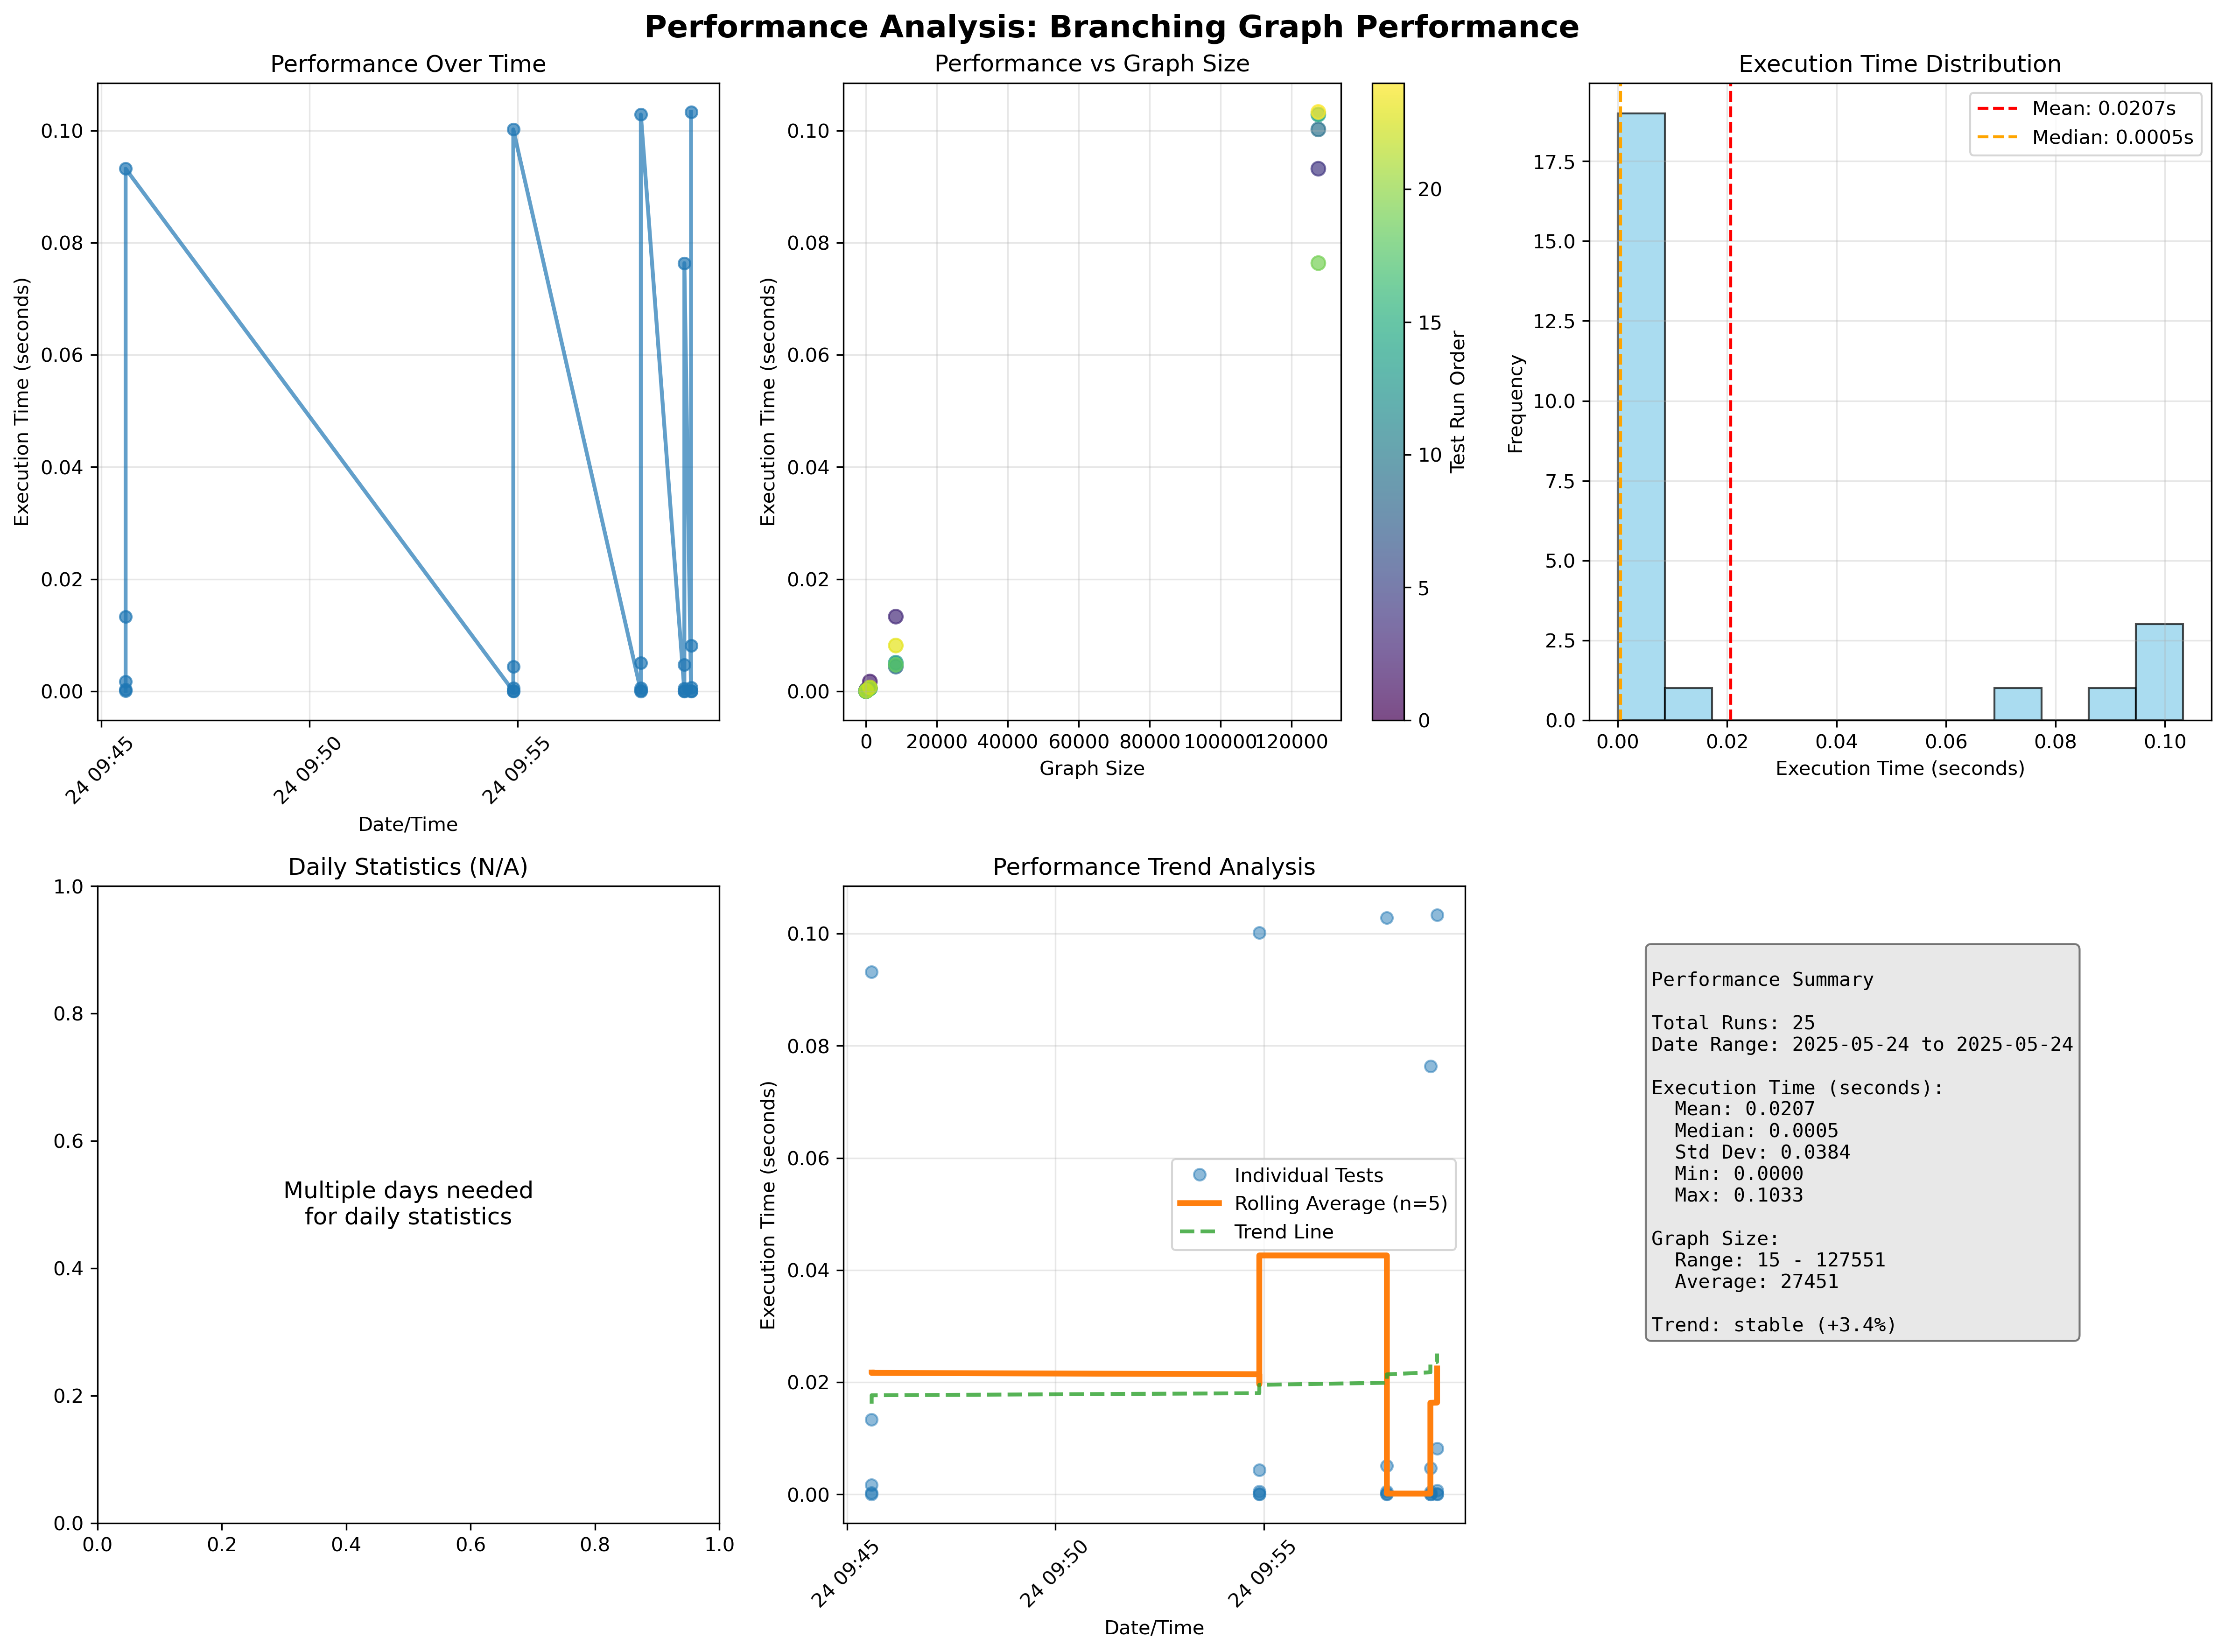 Performance Analysis: Branching Graph Performance
Performance Over Time
Execution Time (seconds)
0.10
0.08
0.06
0.04
0.02
0.00
24 09:45
24 09:50
24 09:55
Date/Time
Performance vs Graph Size
Execution Time (seconds)
0.10
0.08
0.06
0.04
0.02
0.00
0 20000 40000 60000 80000 100000 120000
Graph Size
20
15
10
5
0
Test Run Order
Execution Time Distribution
Mean: 0.0207s
Median: 0.0005s
Frequency
17.5
15.0
12.5
10.0
7.5
5.0
2.5
0.0
0.00 0.02 0.04 0.06 0.08 0.10
Execution Time (seconds)
Daily Statistics (N/A)
1.0
0.8
0.6
0.4
0.2
0.0
Multiple days needed
for daily statistics
0.0 0.2 0.4 0.6 0.8 1.0
Performance Trend Analysis
Execution Time (seconds)
0.10
0.08
0.06
0.04
0.02
0.00
Individual Tests
Rolling Average (n=5)
Trend Line
24 09:45
24 09:50
24 09:55
Date/Time
Performance Summary
Total Runs: 25
Date Range: 2025-05-24 to 2025-05-24
Execution Time (seconds):
Mean: 0.0207
Median: 0.0005
Std Dev: 0.0384
Min: 0.0000
Max: 0.1033
Graph Size:
Range: 15 - 127551
Average: 27451
Trend: stable (+3.4%)